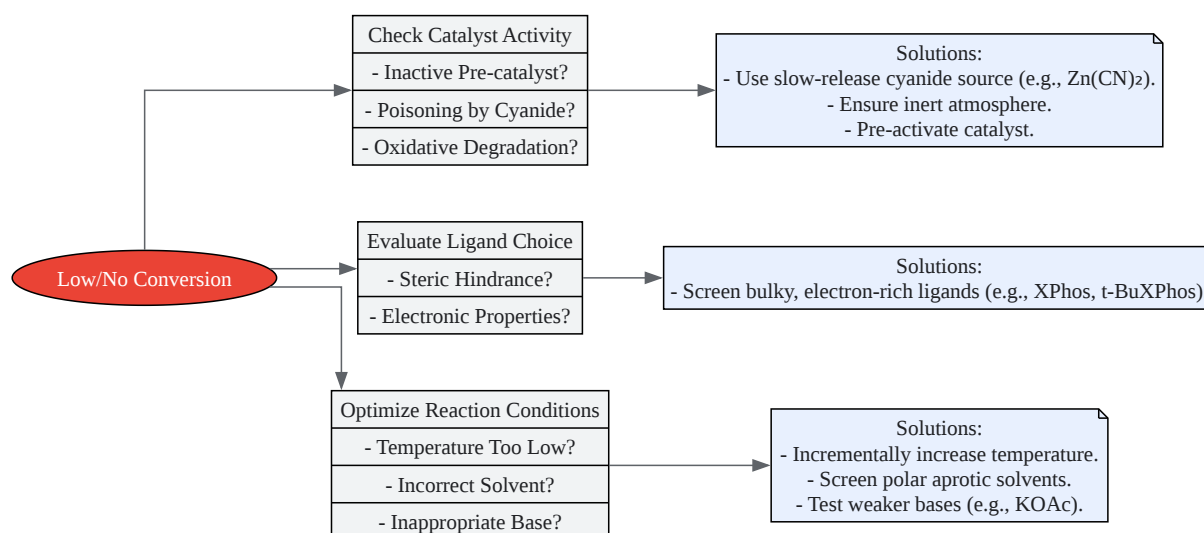 Low/No Conversion
Check Catalyst Activity
- Inactive Pre-catalyst?
- Poisoning by Cyanide?
- Oxidative Degradation?
Solutions:
- Use slow-release cyanide source (e.g., Zn(CN)₂).
- Ensure inert atmosphere.
- Pre-activate catalyst.
Evaluate Ligand Choice
- Steric Hindrance?
- Electronic Properties?
Solutions:
- Screen bulky, electron-rich ligands (e.g., XPhos, t-BuXPhos)
Optimize Reaction Conditions
- Temperature Too Low?
- Incorrect Solvent?
- Inappropriate Base?
Solutions:
- Incrementally increase temperature.
- Screen polar aprotic solvents.
- Test weaker bases (e.g., KOAc).